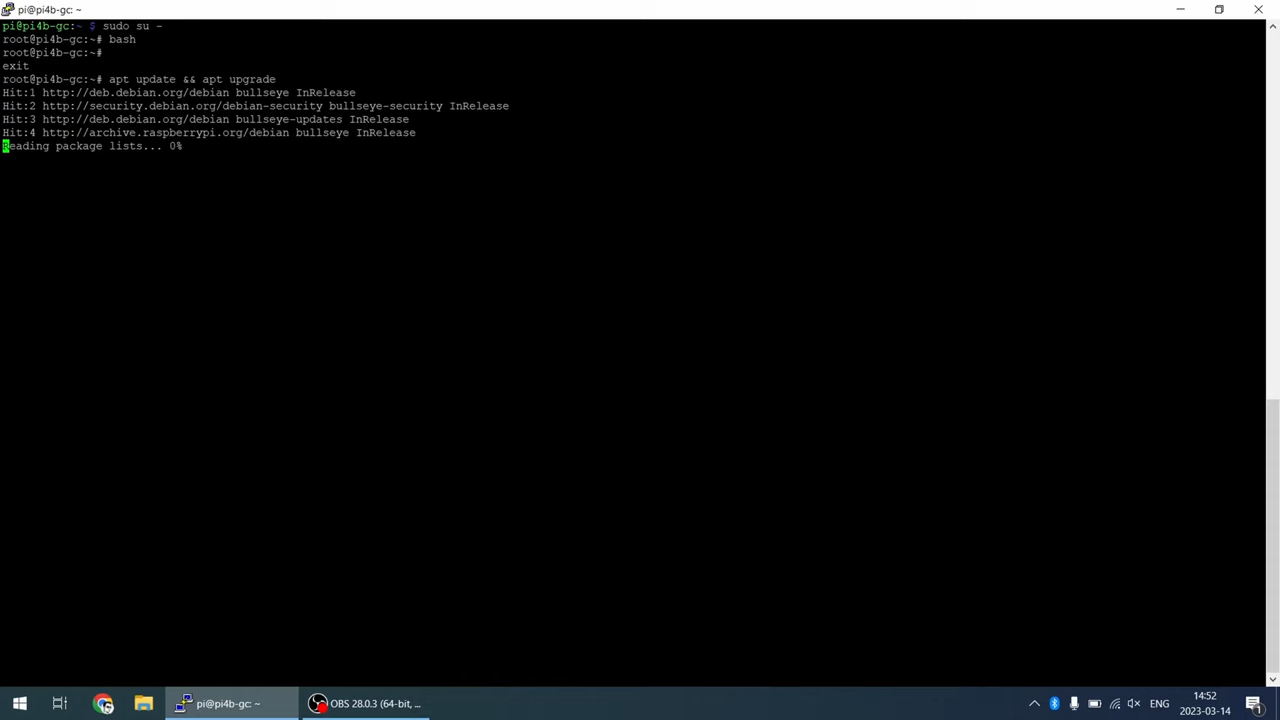 pi@pi4b-gc: ~
pi@pi4b-gc:~ $ sudo su -
root@pi4b-gc:~# bash
root@pi4b-gc:~#
exit
root@pi4b-gc:~# apt update && apt upgrade
Hit:1 http://deb.debian.org/debian bullseye InRelease
Hit:2 http://security.debian.org/debian-security bullseye-security InRelease
Hit:3 http://deb.debian.org/debian bullseye-updates InRelease
Hit:4 http://archive.raspberrypi.org/debian bullseye InRelease
Reading package lists... 0%
pi@pi4b-gc: ~
OBS 28.0.3 (64-bit, ...
ENG
14:52
2023-03-14
1